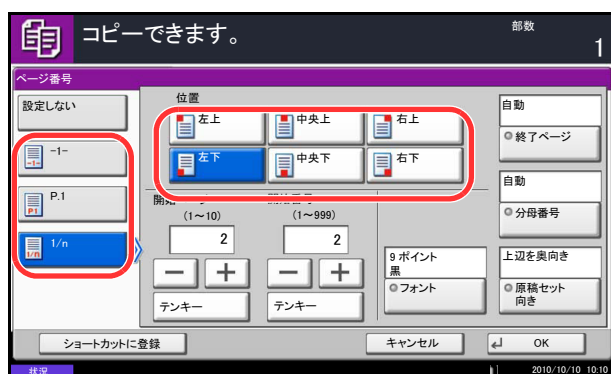 コピーできます。
部数
1
ページ番号
設定しない
-1-
P.1
1/n
位置
左上
中央上
右上
左下
中央下
右下
(1～10)
2
テンキー
(1～999)
2
テンキー
9 ポイント
黒
フォント
自動
終了ページ
自動
分母番号
上辺を奥向き
原稿セット
向き
ショートカットに登録
キャンセル
OK
状況
2010/10/10 10:10